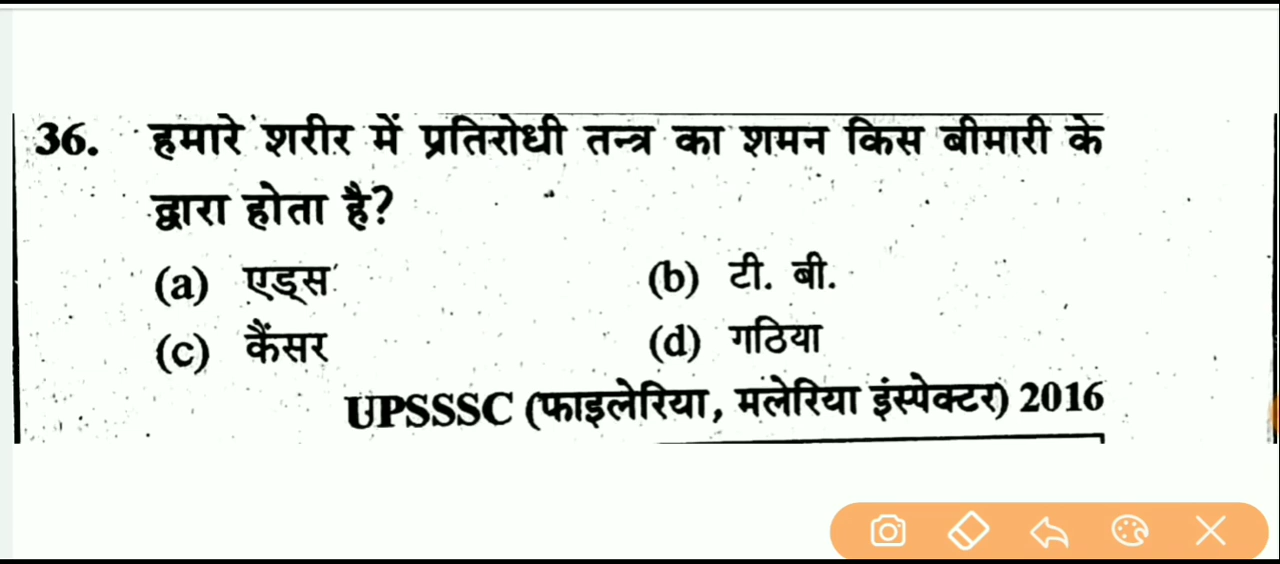 36. हमारे शरीर में प्रतिरोधी तन्त्र का शमन किस बीमारी के
द्वारा होता है?
(a) एड्स (b) टी. बी.
(c) कैंसर (d) गठिया
UPSSSC (फाइलेरिया, मलेरिया इंस्पेक्टर) 2016